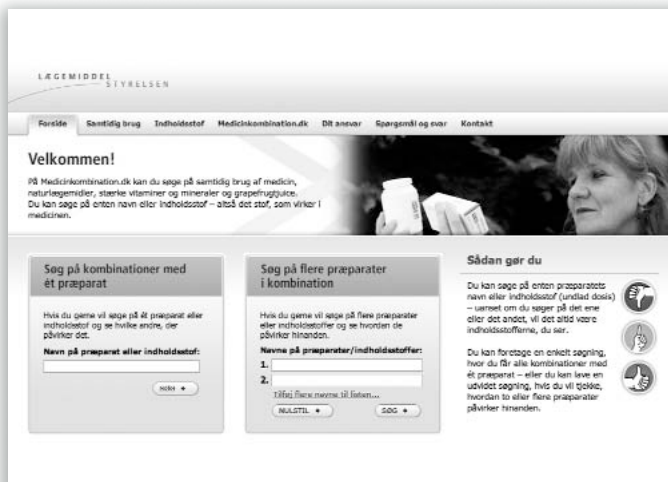 LÆGEMIDDEL
STYRELSEN
Forside Samtidig brug Indholdsstof Medicinkombination.dk Dit ansvar Spørgsmål og svar Kontakt
Velkommen!
På Medicinkombination.dk kan du søge på samtidig brug af medicin,
naturlægemidler, stærke vitaminer og mineraler og grapefrugtjuice.
Du kan søge på enten navn eller indholdsstof – altså det stof, som virker i
medicinen.
Søg på kombinationer med
ét præparat
Hvis du gerne vil søge på ét præparat eller
indholdsstof og se hvilke andre, der
påvirker det.
Navn på præparat eller indholdsstof:
Søg på flere præparater
i kombination
Hvis du gerne vil søge på flere præparater
eller indholdsstoffer og se hvordan de
påvirker hinanden.
Navne på præparater/indholdsstoffer:
1.
2.
Tilføj flere navne til listen...
NULSTIL
SØG
Sådan gør du
Du kan søge på enten præparatets
navn eller indholdsstof (undlad dosis)
– uanset om du søger på det ene
eller det andet, vil det altid være
indholdsstofferne, du ser.
Du kan foretage en enkelt søgning,
hvor du får alle kombinationer med
ét præparat – eller du kan lave en
udvidet søgning, hvis du vil tjekke,
hvordan to eller flere præparater
påvirker hinanden.